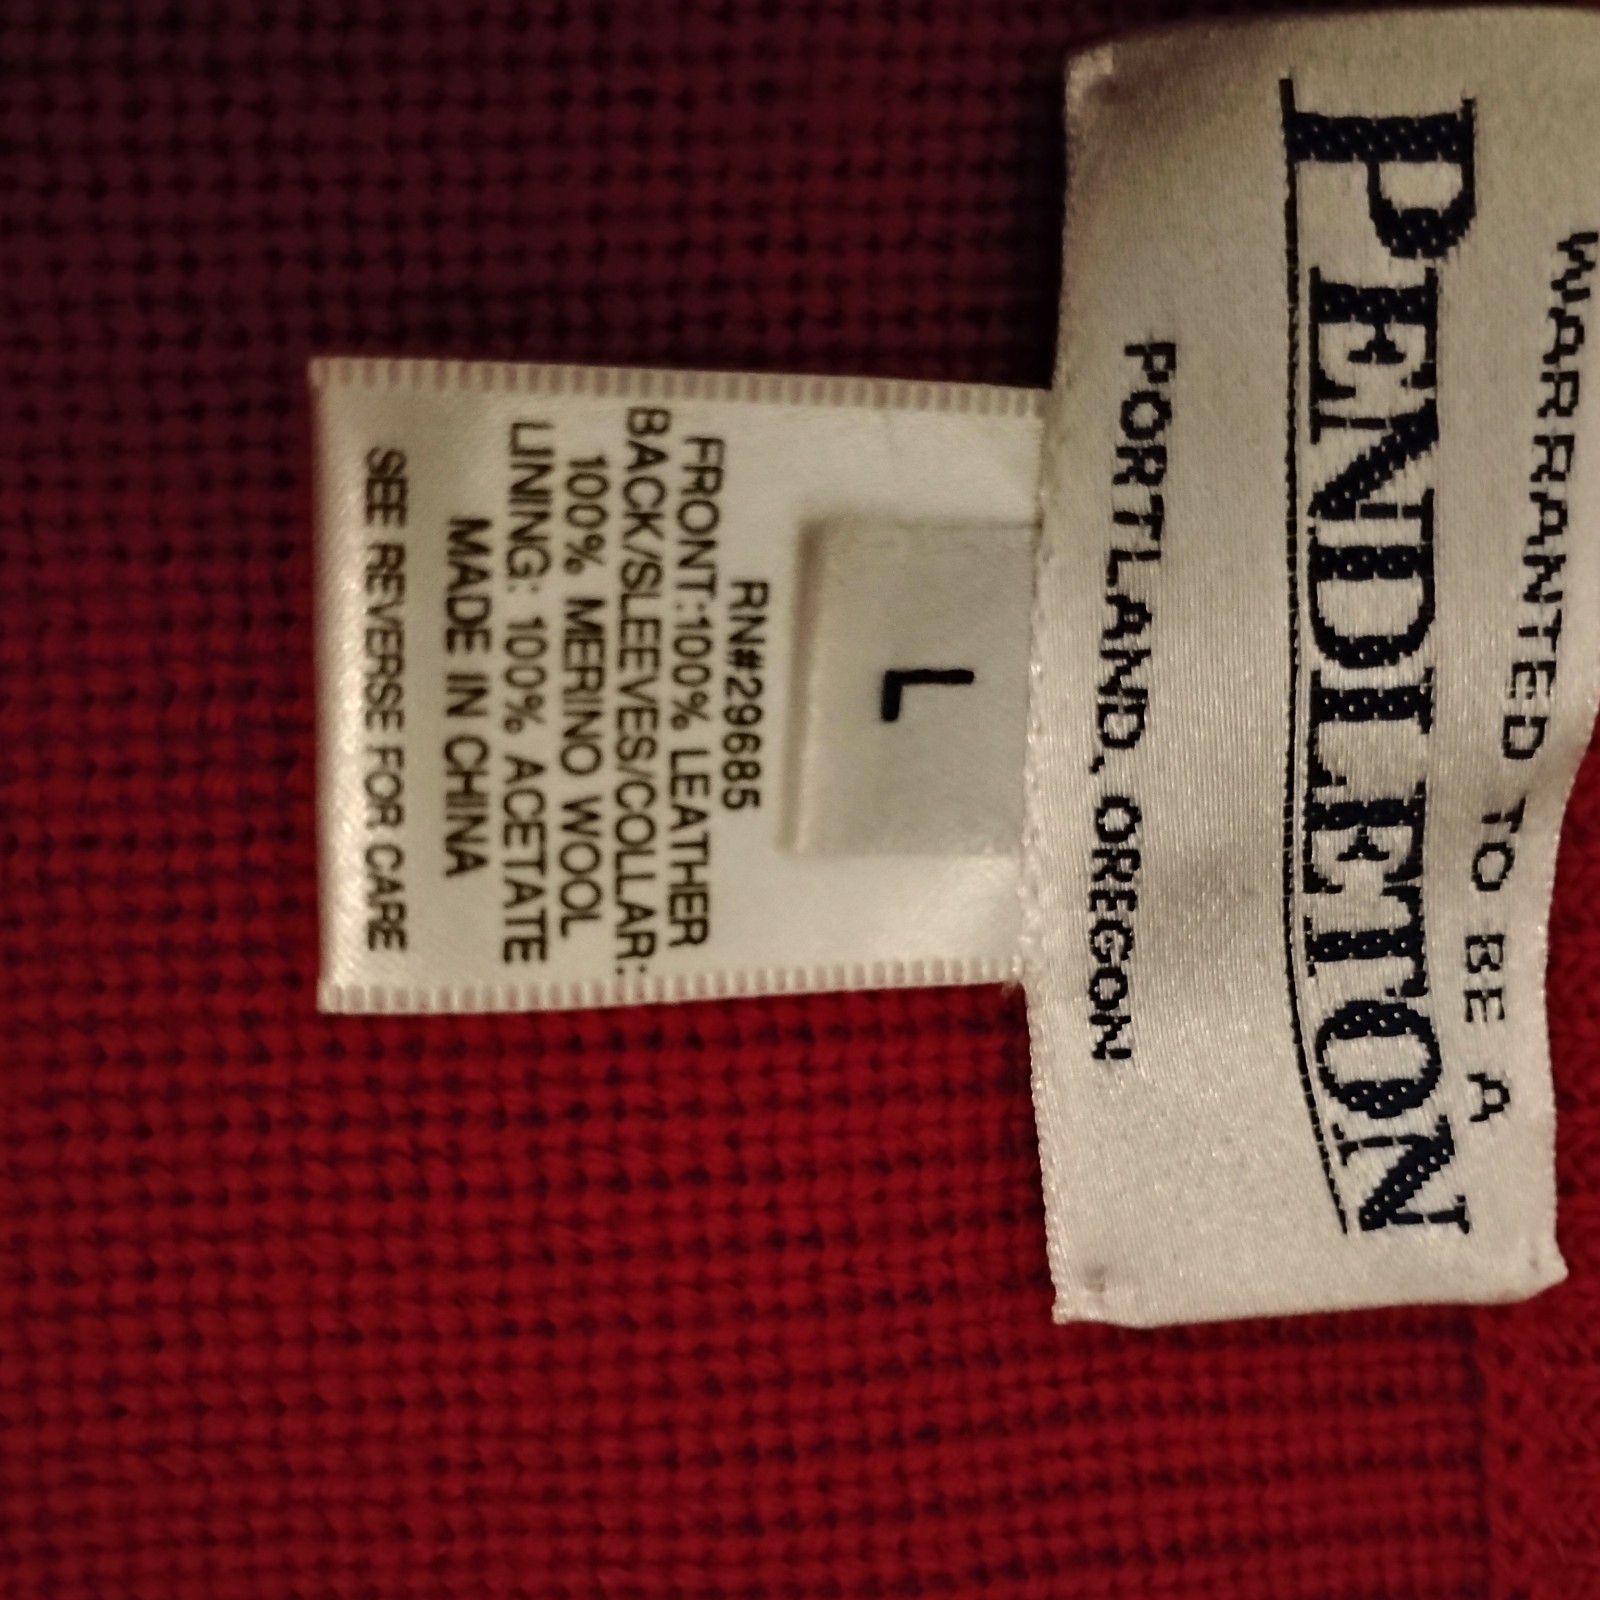 WARRANTED TO BE A
PENDLETON
PORTLAND, OREGON
L
RN#29685
FRONT:100% LEATHER
BACK/SLEEVES/COLLAR:
100% MERINO WOOL
LINING: 100% ACETATE
MADE IN CHINA
SEE REVERSE FOR CARE